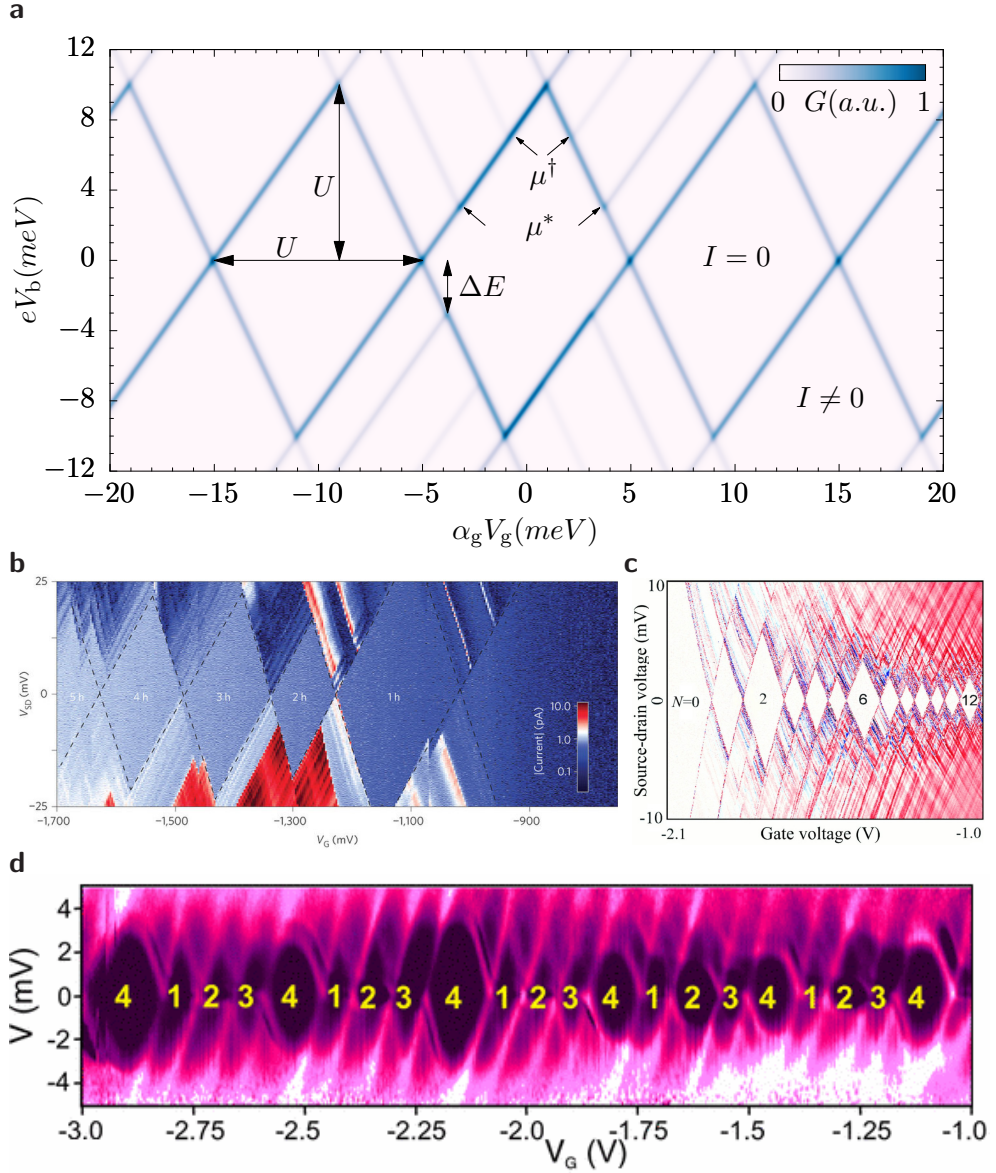 a
12
8
4
0
−4
−8
−12
eV_b(meV)
0 G(a.u.) 1
μ†
μ*
U
U
ΔE
I = 0
I ≠ 0
−20 −15 −10 −5 0 5 10 15 20
α_gV_g(meV)
b
25
0
−25
V_SD (mV)
5 h 4 h 3 h 2 h 1 h
10.0
1.0
0.1
|Current| (pA)
−1,700 −1,500 −1,300 −1,100 −900
V_G (mV)
c
10
0
-10
Source-drain voltage (mV)
N=0 2 6 12
-2.1 Gate voltage (V) -1.0
d
4
2
0
-2
-4
V (mV)
4 1 2 3 4 1 2 3 4 1 2 3 4 1 2 3 4 1 2 3 4
-3.0 -2.75 -2.5 -2.25 -2.0 -1.75 -1.5 -1.25 -1.0
V_G (V)